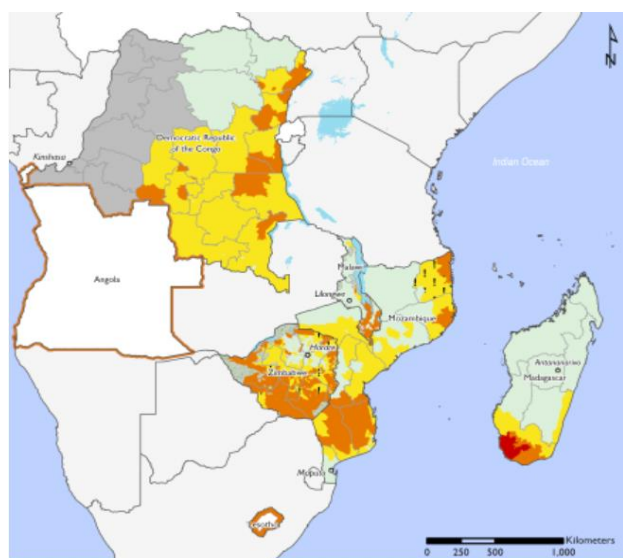 N
Democratic Republic
of the Congo
Kinshasa
Indian Ocean
Angola
Malawi
Lilongwe
Mozambique
Harare
Zimbabwe
Antananarivo
Madagascar
Maputo
Lesotho
Kilometers
0 250 500 1,000